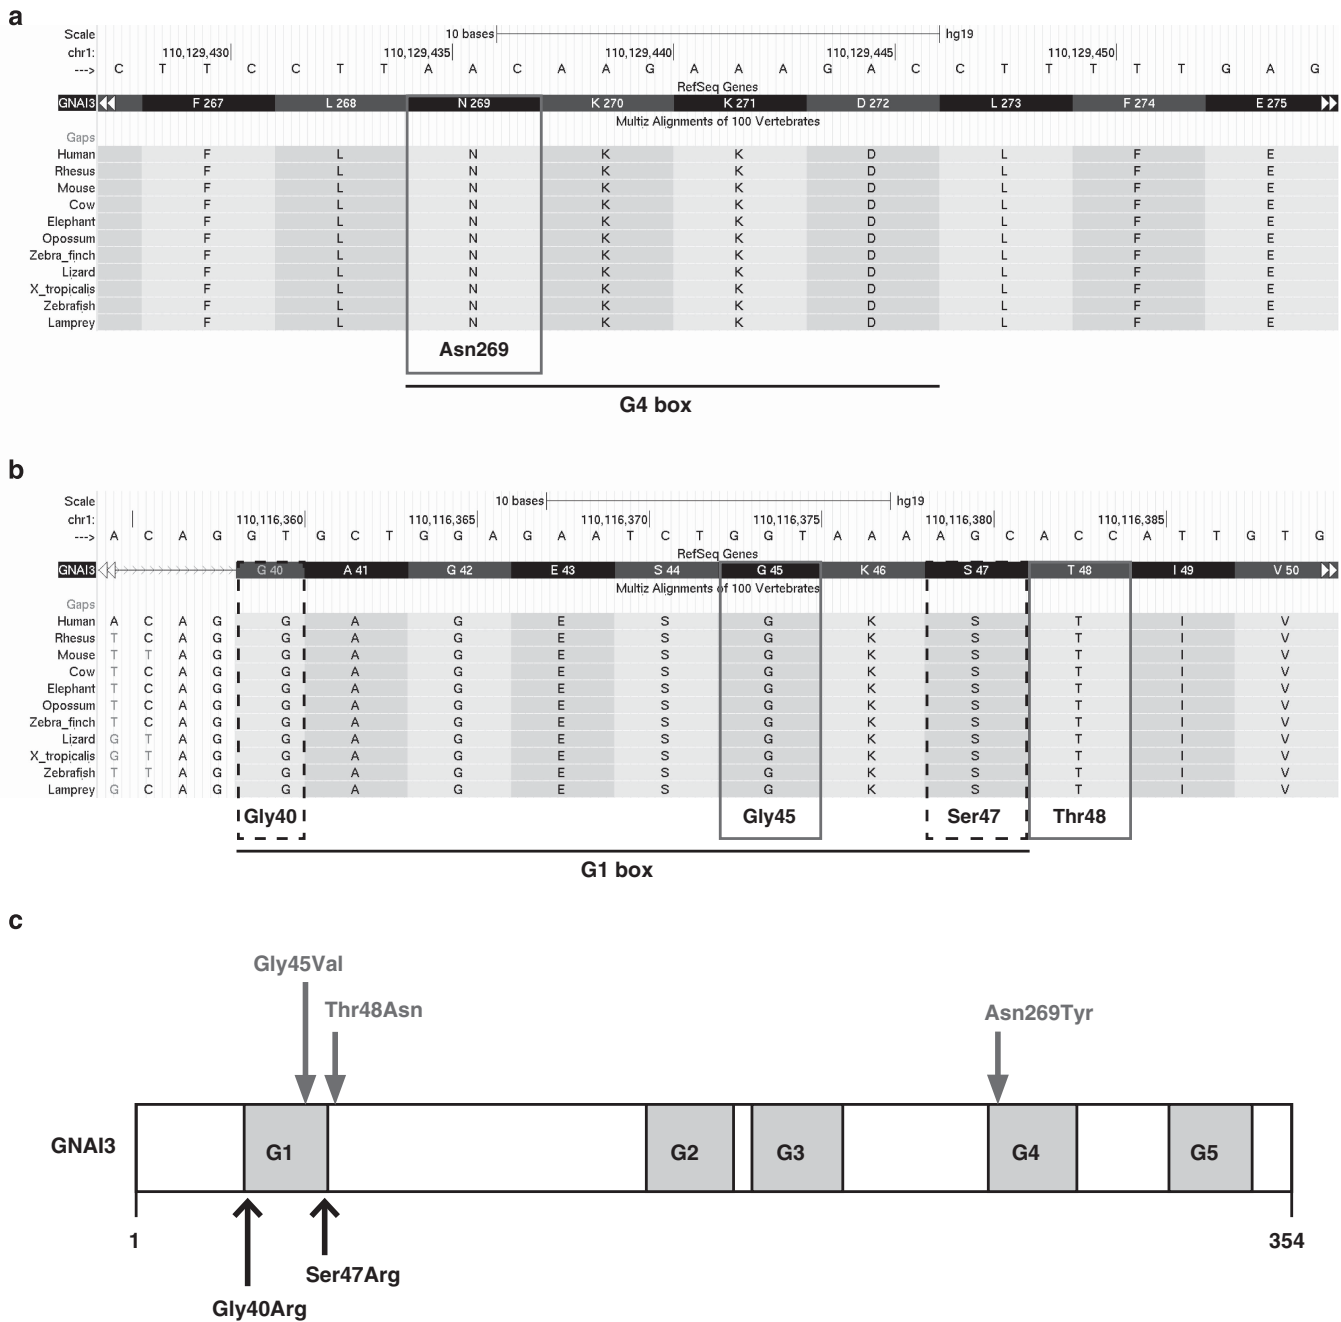 a
Scale 10 bases hg19
chr1: 110,129,430 110,129,435 110,129,440 110,129,445 110,129,450
---> C T T C C T T A A C A A G A A A G A C C T T T T T G A G
RefSeq Genes
GNAI3 F 267 L 268 N 269 K 270 K 271 D 272 L 273 F 274 E 275
Multiz Alignments of 100 Vertebrates
Gaps
Human F L N K K D L F E
Rhesus F L N K K D L F E
Mouse F L N K K D L F E
Cow F L N K K D L F E
Elephant F L N K K D L F E
Opossum F L N K K D L F E
Zebra_finch F L N K K D L F E
Lizard F L N K K D L F E
X_tropicalis F L N K K D L F E
Zebrafish F L N K K D L F E
Lamprey F L N K K D L F E
Asn269
G4 box
b
Scale 10 bases hg19
chr1: 110,116,360 110,116,365 110,116,370 110,116,375 110,116,380 110,116,385
---> A C A G G T G C T G G A G A A T C T G G T A A A A G C A C C A T T G T G
RefSeq Genes
GNAI3 G 40 A 41 G 42 E 43 S 44 G 45 K 46 S 47 T 48 I 49 V 50
Multiz Alignments of 100 Vertebrates
Gaps
Human A C A G G A G E S G K S T I V
Rhesus T C A G G A G E S G K S T I V
Mouse T T A G G A G E S G K S T I V
Cow T C A G G A G E S G K S T I V
Elephant T C A G G A G E S G K S T I V
Opossum T C A G G A G E S G K S T I V
Zebra_finch T C A G G A G E S G K S T I V
Lizard G T A G G A G E S G K S T I V
X_tropicalis G T A G G A G E S G K S T I V
Zebrafish T T A G G A G E S G K S T I V
Lamprey G C A G G A G E S G K S T I V
Gly40 Gly45 Ser47 Thr48
G1 box
c
Gly45Val
Thr48Asn Asn269Tyr
GNAI3 G1 G2 G3 G4 G5
1 354
Ser47Arg
Gly40Arg